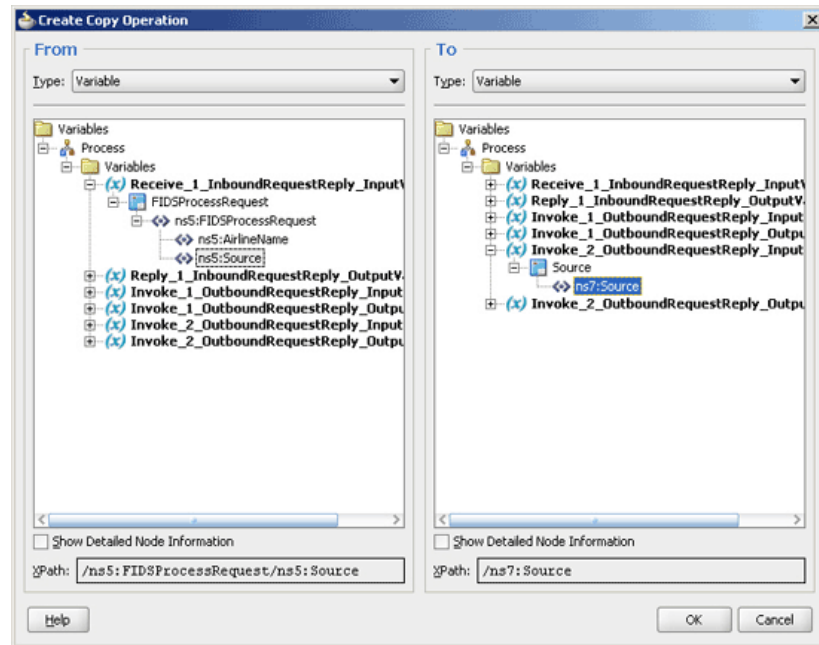 Create Copy Operation
From
Type: Variable
Variables
Process
Variables
(x) Receive_1_InboundRequestReply_Input
FIDSProcessRequest
ns5:FIDSProcessRequest
ns5:AirlineName
ns5:Source
(x) Reply_1_InboundRequestReply_OutputV
(x) Invoke_1_OutboundRequestReply_Input
(x) Invoke_1_OutboundRequestReply_Outpu
(x) Invoke_2_OutboundRequestReply_Input
(x) Invoke_2_OutboundRequestReply_Outpu
Show Detailed Node Information
XPath: /ns5:FIDSProcessRequest/ns5:Source
To
Type: Variable
Variables
Process
Variables
(x) Receive_1_InboundRequestReply_Input
(x) Reply_1_InboundRequestReply_OutputV
(x) Invoke_1_OutboundRequestReply_Input
(x) Invoke_1_OutboundRequestReply_Outpu
(x) Invoke_2_OutboundRequestReply_Input
Source
ns7:Source
(x) Invoke_2_OutboundRequestReply_Outpu
Show Detailed Node Information
XPath: /ns7:Source
Help
OK
Cancel